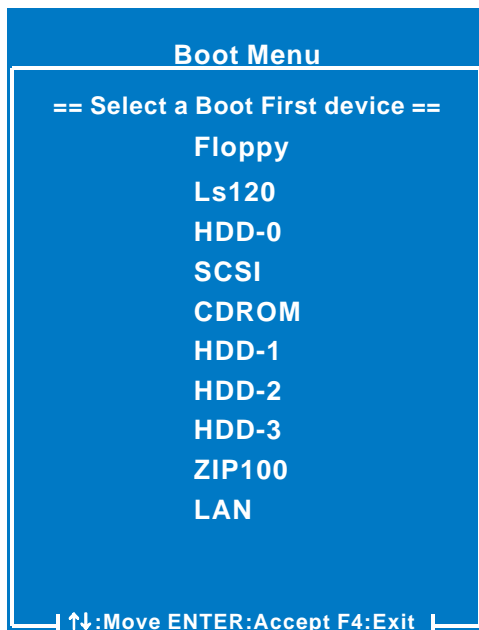 Boot Menu
== Select a Boot First device ==
Floppy
Ls120
HDD-0
SCSI
CDROM
HDD-1
HDD-2
HDD-3
ZIP100
LAN
↑↓:Move ENTER:Accept F4:Exit